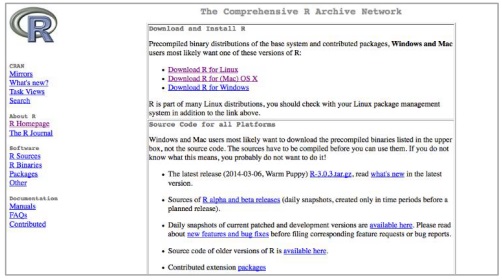 The Comprehensive R Archive Network
R
CRAN
Mirrors
What's new?
Task Views
Search
About R
R Homepage
The R Journal
Software
R Sources
R Binaries
Packages
Other
Documentation
Manuals
FAQs
Contributed
Download and Install R
Precompiled binary distributions of the base system and contributed packages, Windows and Mac
users most likely want one of these versions of R:
• Download R for Linux
• Download R for (Mac) OS X
• Download R for Windows
R is part of many Linux distributions, you should check with your Linux package management
system in addition to the link above.
Source Code for all Platforms
Windows and Mac users most likely want to download the precompiled binaries listed in the upper
box, not the source code. The sources have to be compiled before you can use them. If you do not
know what this means, you probably do not want to do it!
• The latest release (2014-03-06, Warm Puppy) R-3.0.3.tar.gz, read what's new in the latest
version.
• Sources of R alpha and beta releases (daily snapshots, created only in time periods before a
planned release).
• Daily snapshots of current patched and development versions are available here. Please read
about new features and bug fixes before filing corresponding feature requests or bug reports.
• Source code of older versions of R is available here.
• Contributed extension packages